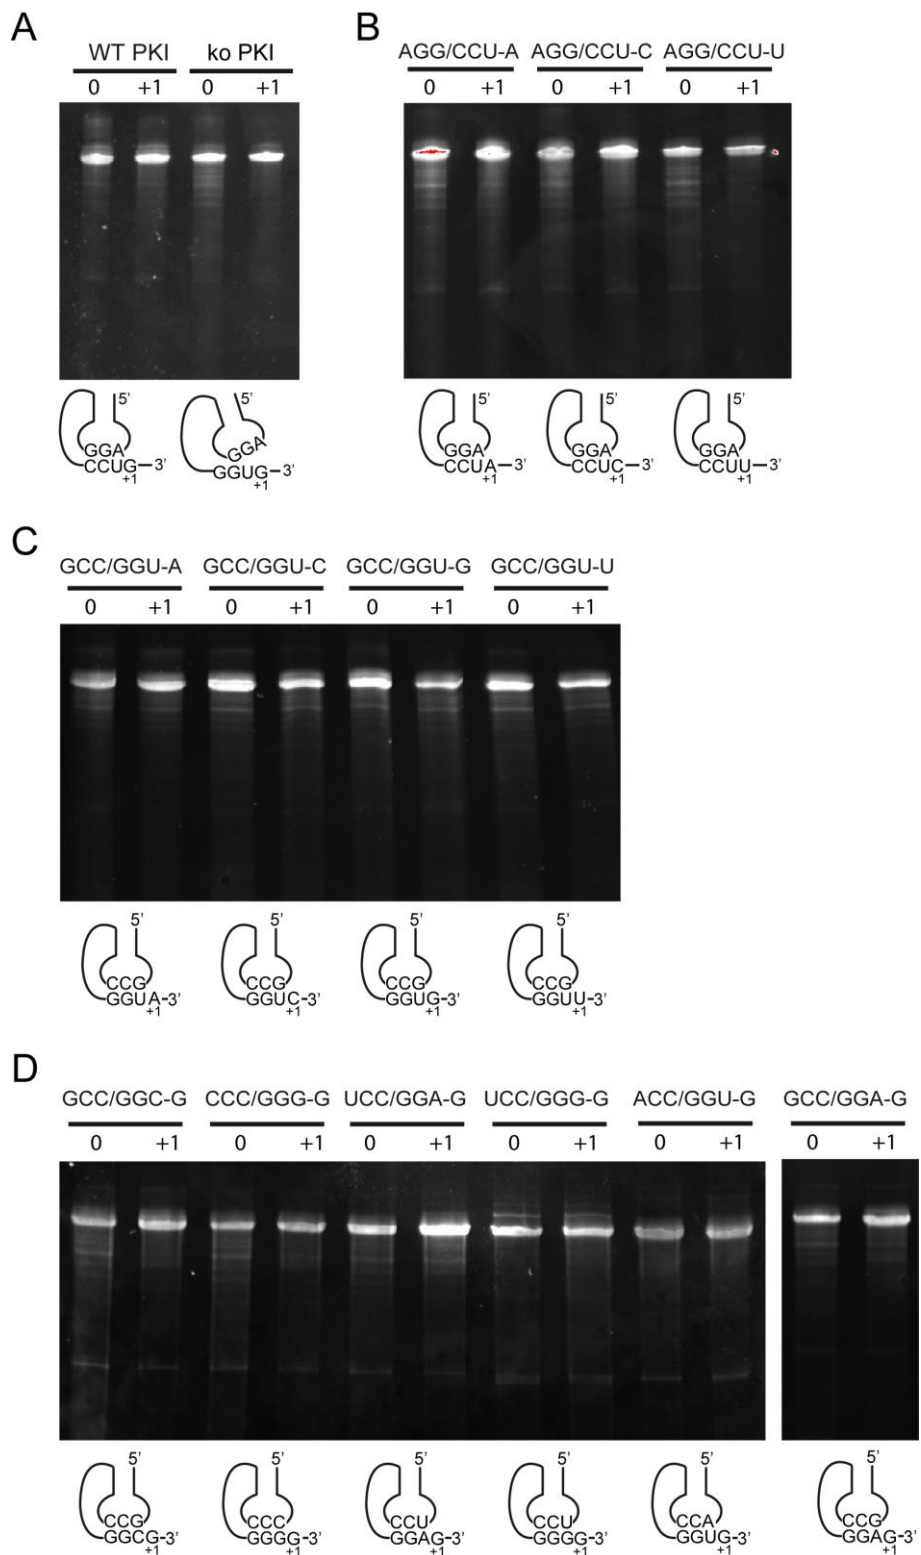 A
WT PKI ko PKI
0 +1 0 +1
5' 5'
GGA GGA
CCUG-3' GGUG-3'
+1 +1
B
AGG/CCU-A AGG/CCU-C AGG/CCU-U
0 +1 0 +1 0 +1
5' 5' 5'
GGA GGA GGA
CCUA-3' CCUC-3' CCUU-3'
+1 +1 +1
C
GCC/GGU-A GCC/GGU-C GCC/GGU-G GCC/GGU-U
0 +1 0 +1 0 +1 0 +1
5' 5' 5' 5'
CCG CCG CCG CCG
GGUA-3' GGUC-3' GGUG-3' GGUU-3'
+1 +1 +1 +1
D
GCC/GGC-G CCC/GGG-G UCC/GGA-G UCC/GGG-G ACC/GGU-G GCC/GGA-G
0 +1 0 +1 0 +1 0 +1 0 +1 0 +1
5' 5' 5' 5' 5' 5'
CCG CCC CCU CCU CCA CCG
GGCG-3' GGGG-3' GGAG-3' GGGG-3' GGUG-3' GGAG-3'
+1 +1 +1 +1 +1 +1